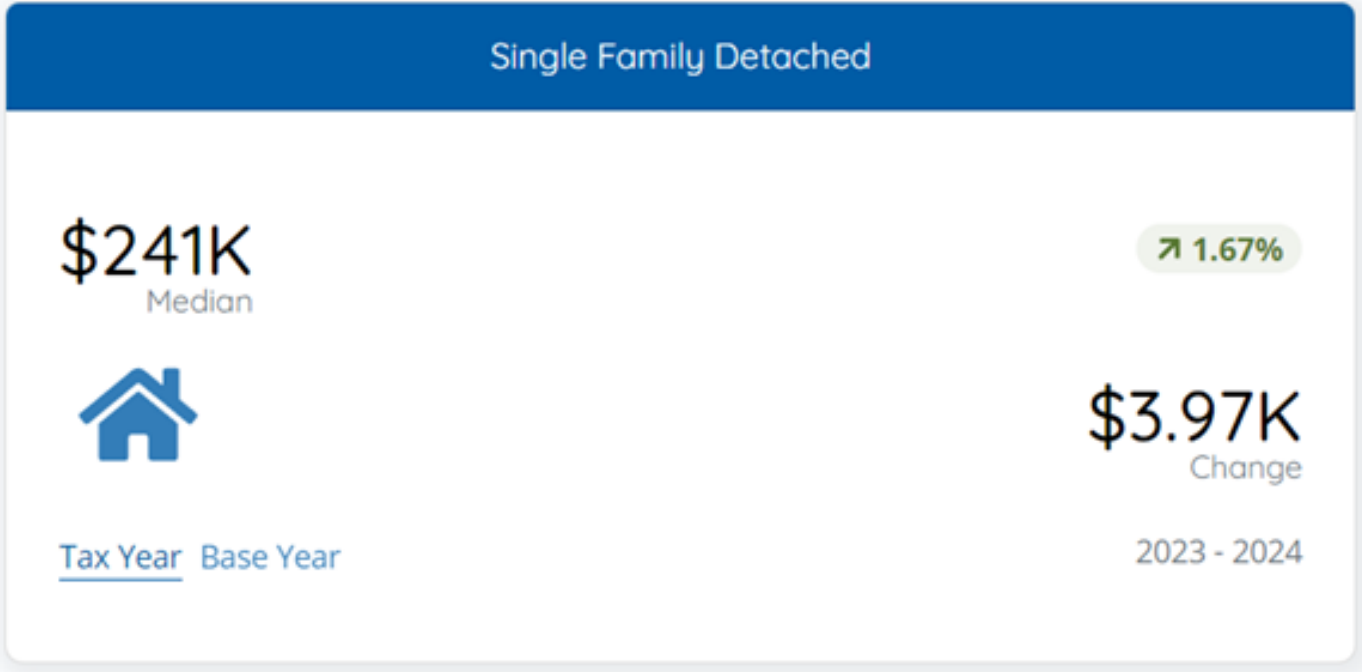 Single Family Detached
$241K
Median
1.67%
$3.97K
Change
Tax Year Base Year
2023 - 2024